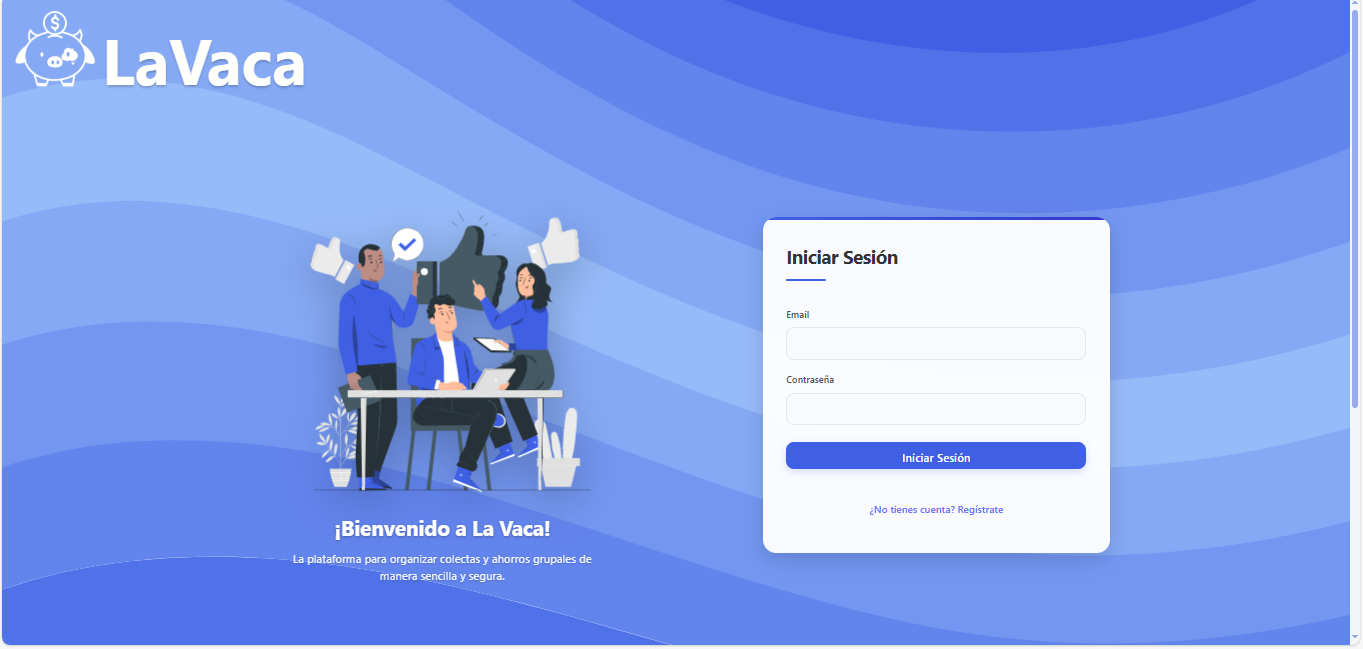 $
LaVaca
Iniciar Sesión
Email
Contraseña
Iniciar Sesión
¿No tienes cuenta? Regístrate
¡Bienvenido a La Vaca!
La plataforma para organizar colectas y ahorros grupales de
manera sencilla y segura.